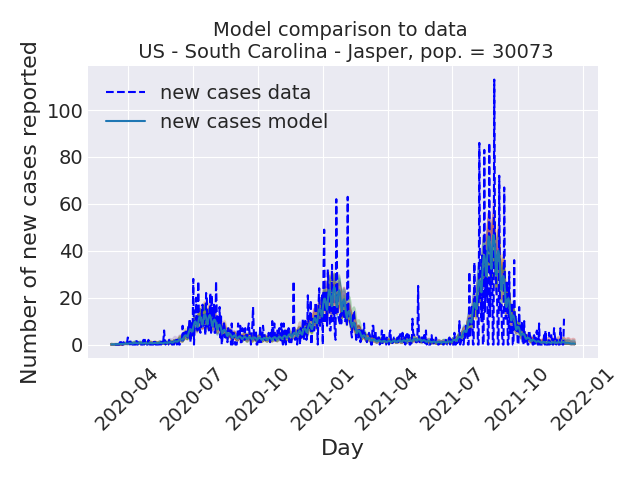 Model comparison to data
US - South Carolina - Jasper, pop. = 30073
new cases data
new cases model
Number of new cases reported
100
80
60
40
20
0
2020-04
2020-07
2020-10
2021-01
2021-04
2021-07
2021-10
2022-01
Day